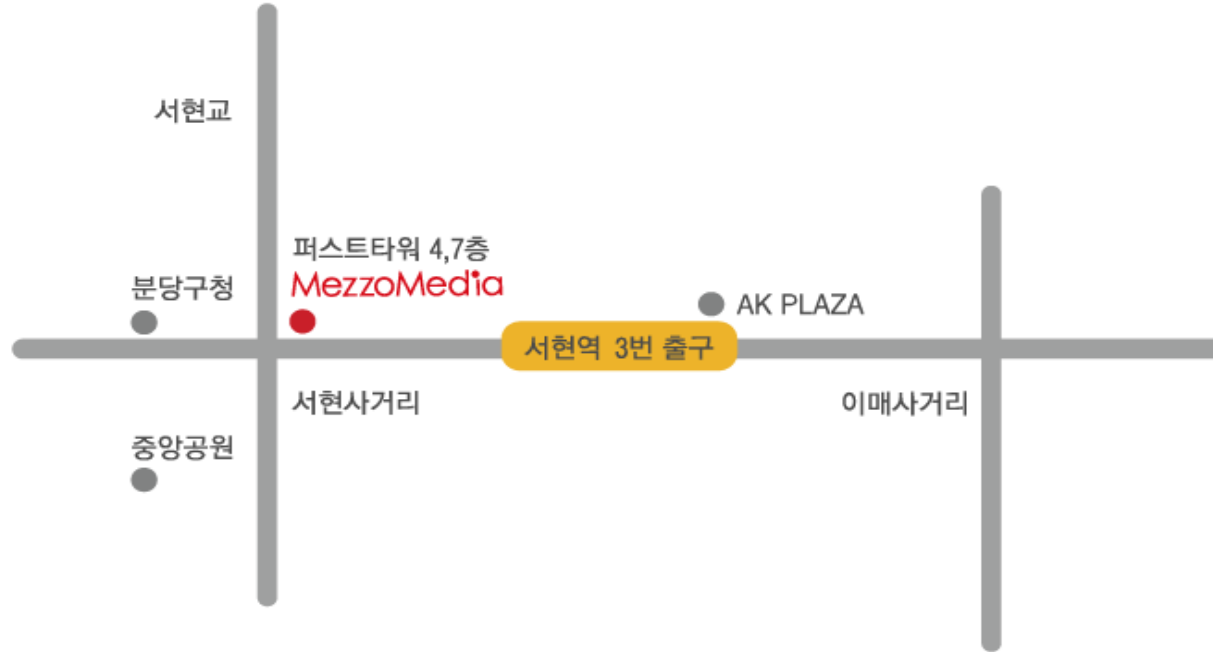 서현교
퍼스트타워 4,7층
분당구청
MezzoMedia
AK PLAZA
서현역 3번 출구
서현사거리
이매사거리
중앙공원